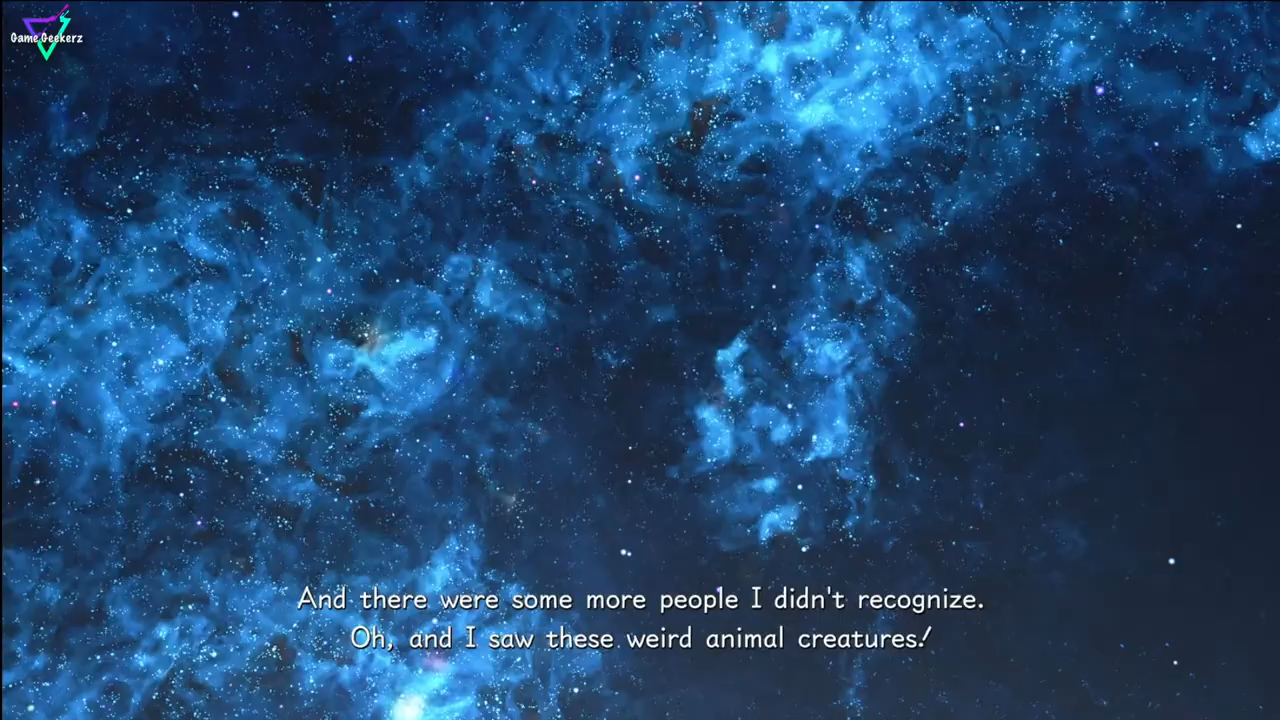 Game Geekerz
And there were some more people I didn't recognize.
Oh, and I saw these weird animal creatures!